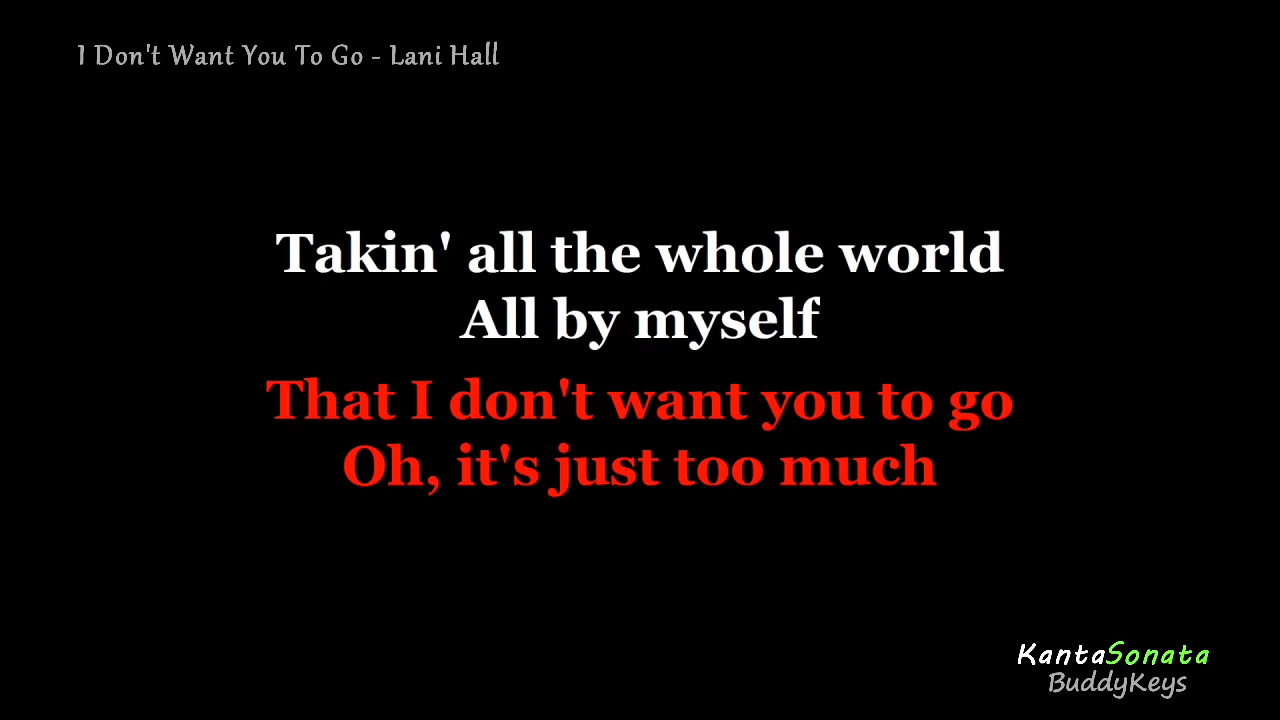 I Don't Want You To Go - Lani Hall
Takin' all the whole world
All by myself
That I don't want you to go
Oh, it's just too much
KantaSonata
BuddyKeys